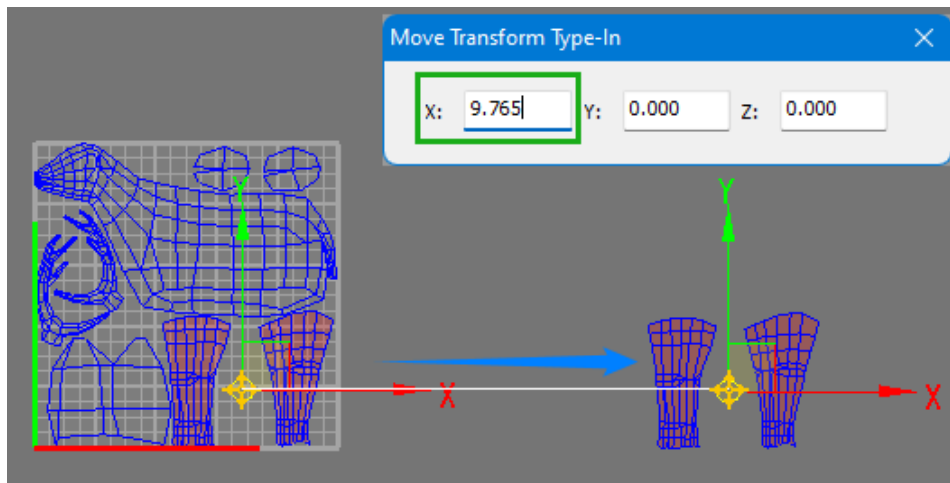 Move Transform Type-In
X: 9.765 Y: 0.000 Z: 0.000
Y Y
X X